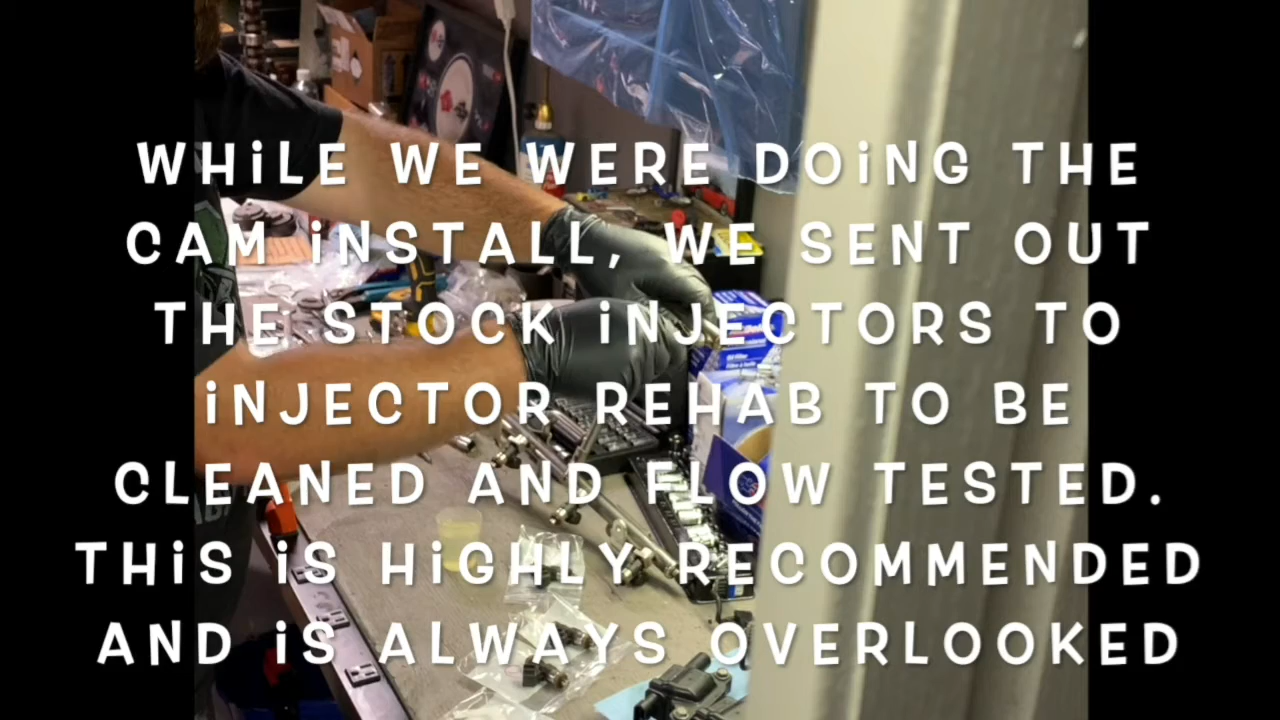 WHiLE WE WERE DOiNG THE
CAM iNSTALL, WE SENT OUT
THE STOCK iNJECTORS TO
iNJECTOR REHAB TO BE
CLEANED AND FLOW TESTED.
THiS iS HiGHLY RECOMMENDED
AND iS ALWAYS OVERLOOKED